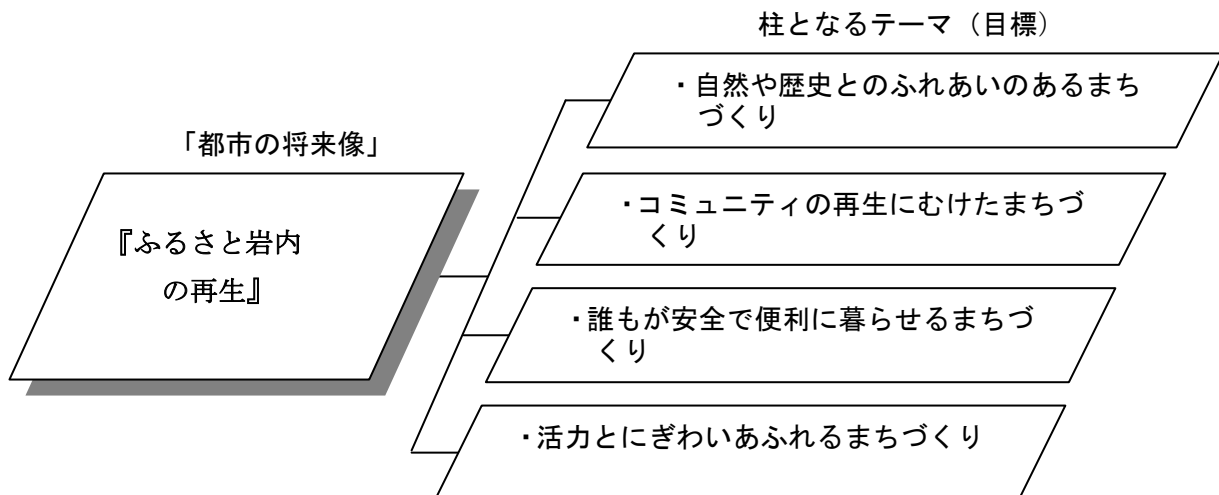 柱となるテーマ（目標）
・自然や歴史とのふれあいのあるまち
づくり
「都市の将来像」
・コミュニティの再生にむけたまちづ
くり
『ふるさと岩内
の再生』
・誰もが安全で便利に暮らせるまちづ
くり
・活力とにぎわいあふれるまちづくり